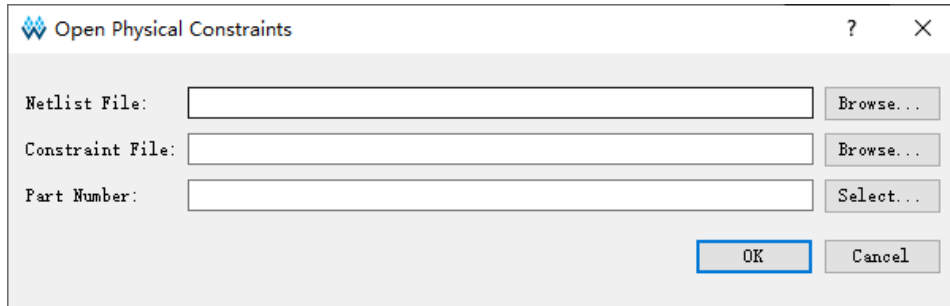 Open Physical Constraints
Netlist File: Browse...
Constraint File: Browse...
Part Number: Select...
OK Cancel